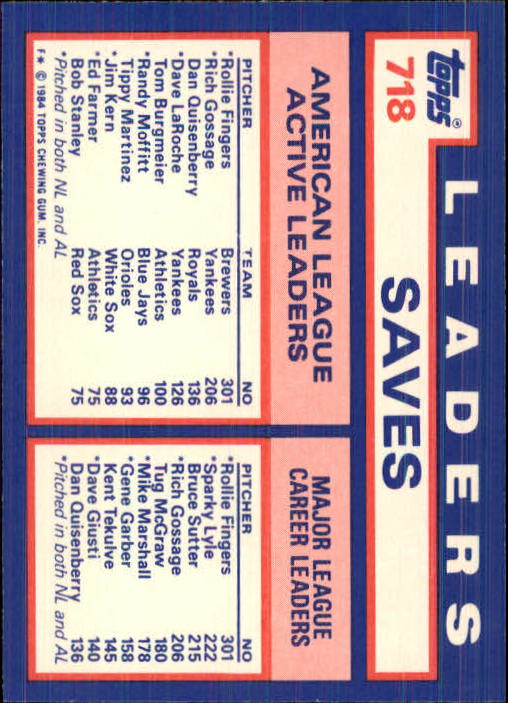 topps®
718
LEADERS
SAVES
AMERICAN LEAGUE
ACTIVE LEADERS
PITCHER TEAM NO
*Rollie Fingers Brewers 301
*Rich Gossage Yankees 206
Dan Quisenberry Royals 136
*Dave LaRoche Yankees 126
Tom Burgmeier Athletics 100
*Randy Moffitt Blue Jays 96
Tippy Martinez Orioles 93
*Jim Kern White Sox 88
*Ed Farmer Athletics 75
Bob Stanley Red Sox 75
*Pitched in both NL and AL
MAJOR LEAGUE
CAREER LEADERS
PITCHER NO
*Rollie Fingers 301
*Sparky Lyle 222
Bruce Sutter 215
*Rich Gossage 206
Tug McGraw 180
*Mike Marshall 178
*Gene Garber 158
Kent Tekulve 145
*Dave Giusti 140
Dan Quisenberry 136
*Pitched in both NL and AL
F* © 1984 TOPPS CHEWING GUM, INC.